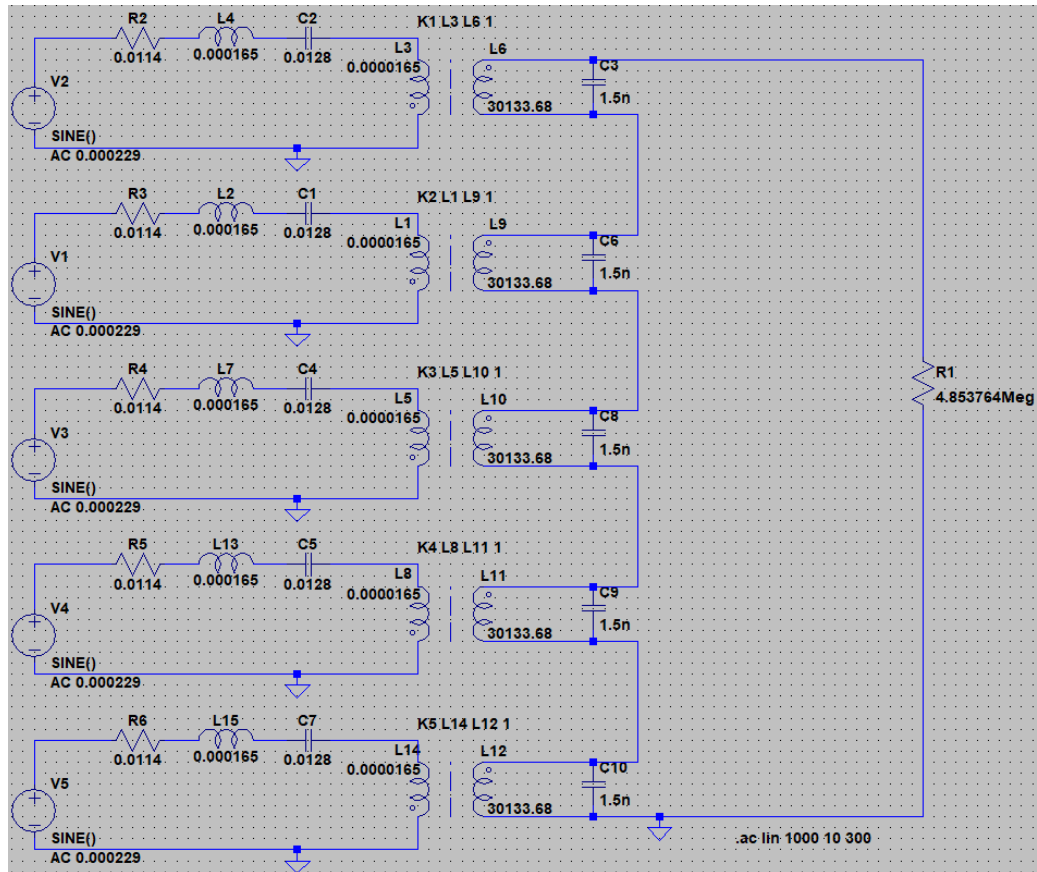 R2
0.0114
L4
0.000165
C2
0.0128
K1 L3 L6 1
L3
0.0000165
L6
30133.68
C3
1.5n
V2
SINE()
AC 0.000229
R3
0.0114
L2
0.000165
C1
0.0128
K2 L1 L9 1
L1
0.0000165
L9
30133.68
C6
1.5n
V1
SINE()
AC 0.000229
R4
0.0114
L7
0.000165
C4
0.0128
K3 L5 L10 1
L5
0.0000165
L10
30133.68
C8
1.5n
R1
4.853764Meg
V3
SINE()
AC 0.000229
R5
0.0114
L13
0.000165
C5
0.0128
K4 L8 L11 1
L8
0.0000165
L11
30133.68
C9
1.5n
V4
SINE()
AC 0.000229
R6
0.0114
L15
0.000165
C7
0.0128
K5 L14 L12 1
L14
0.0000165
L12
30133.68
C10
1.5n
V5
SINE()
AC 0.000229
.ac lin 1000 10 300